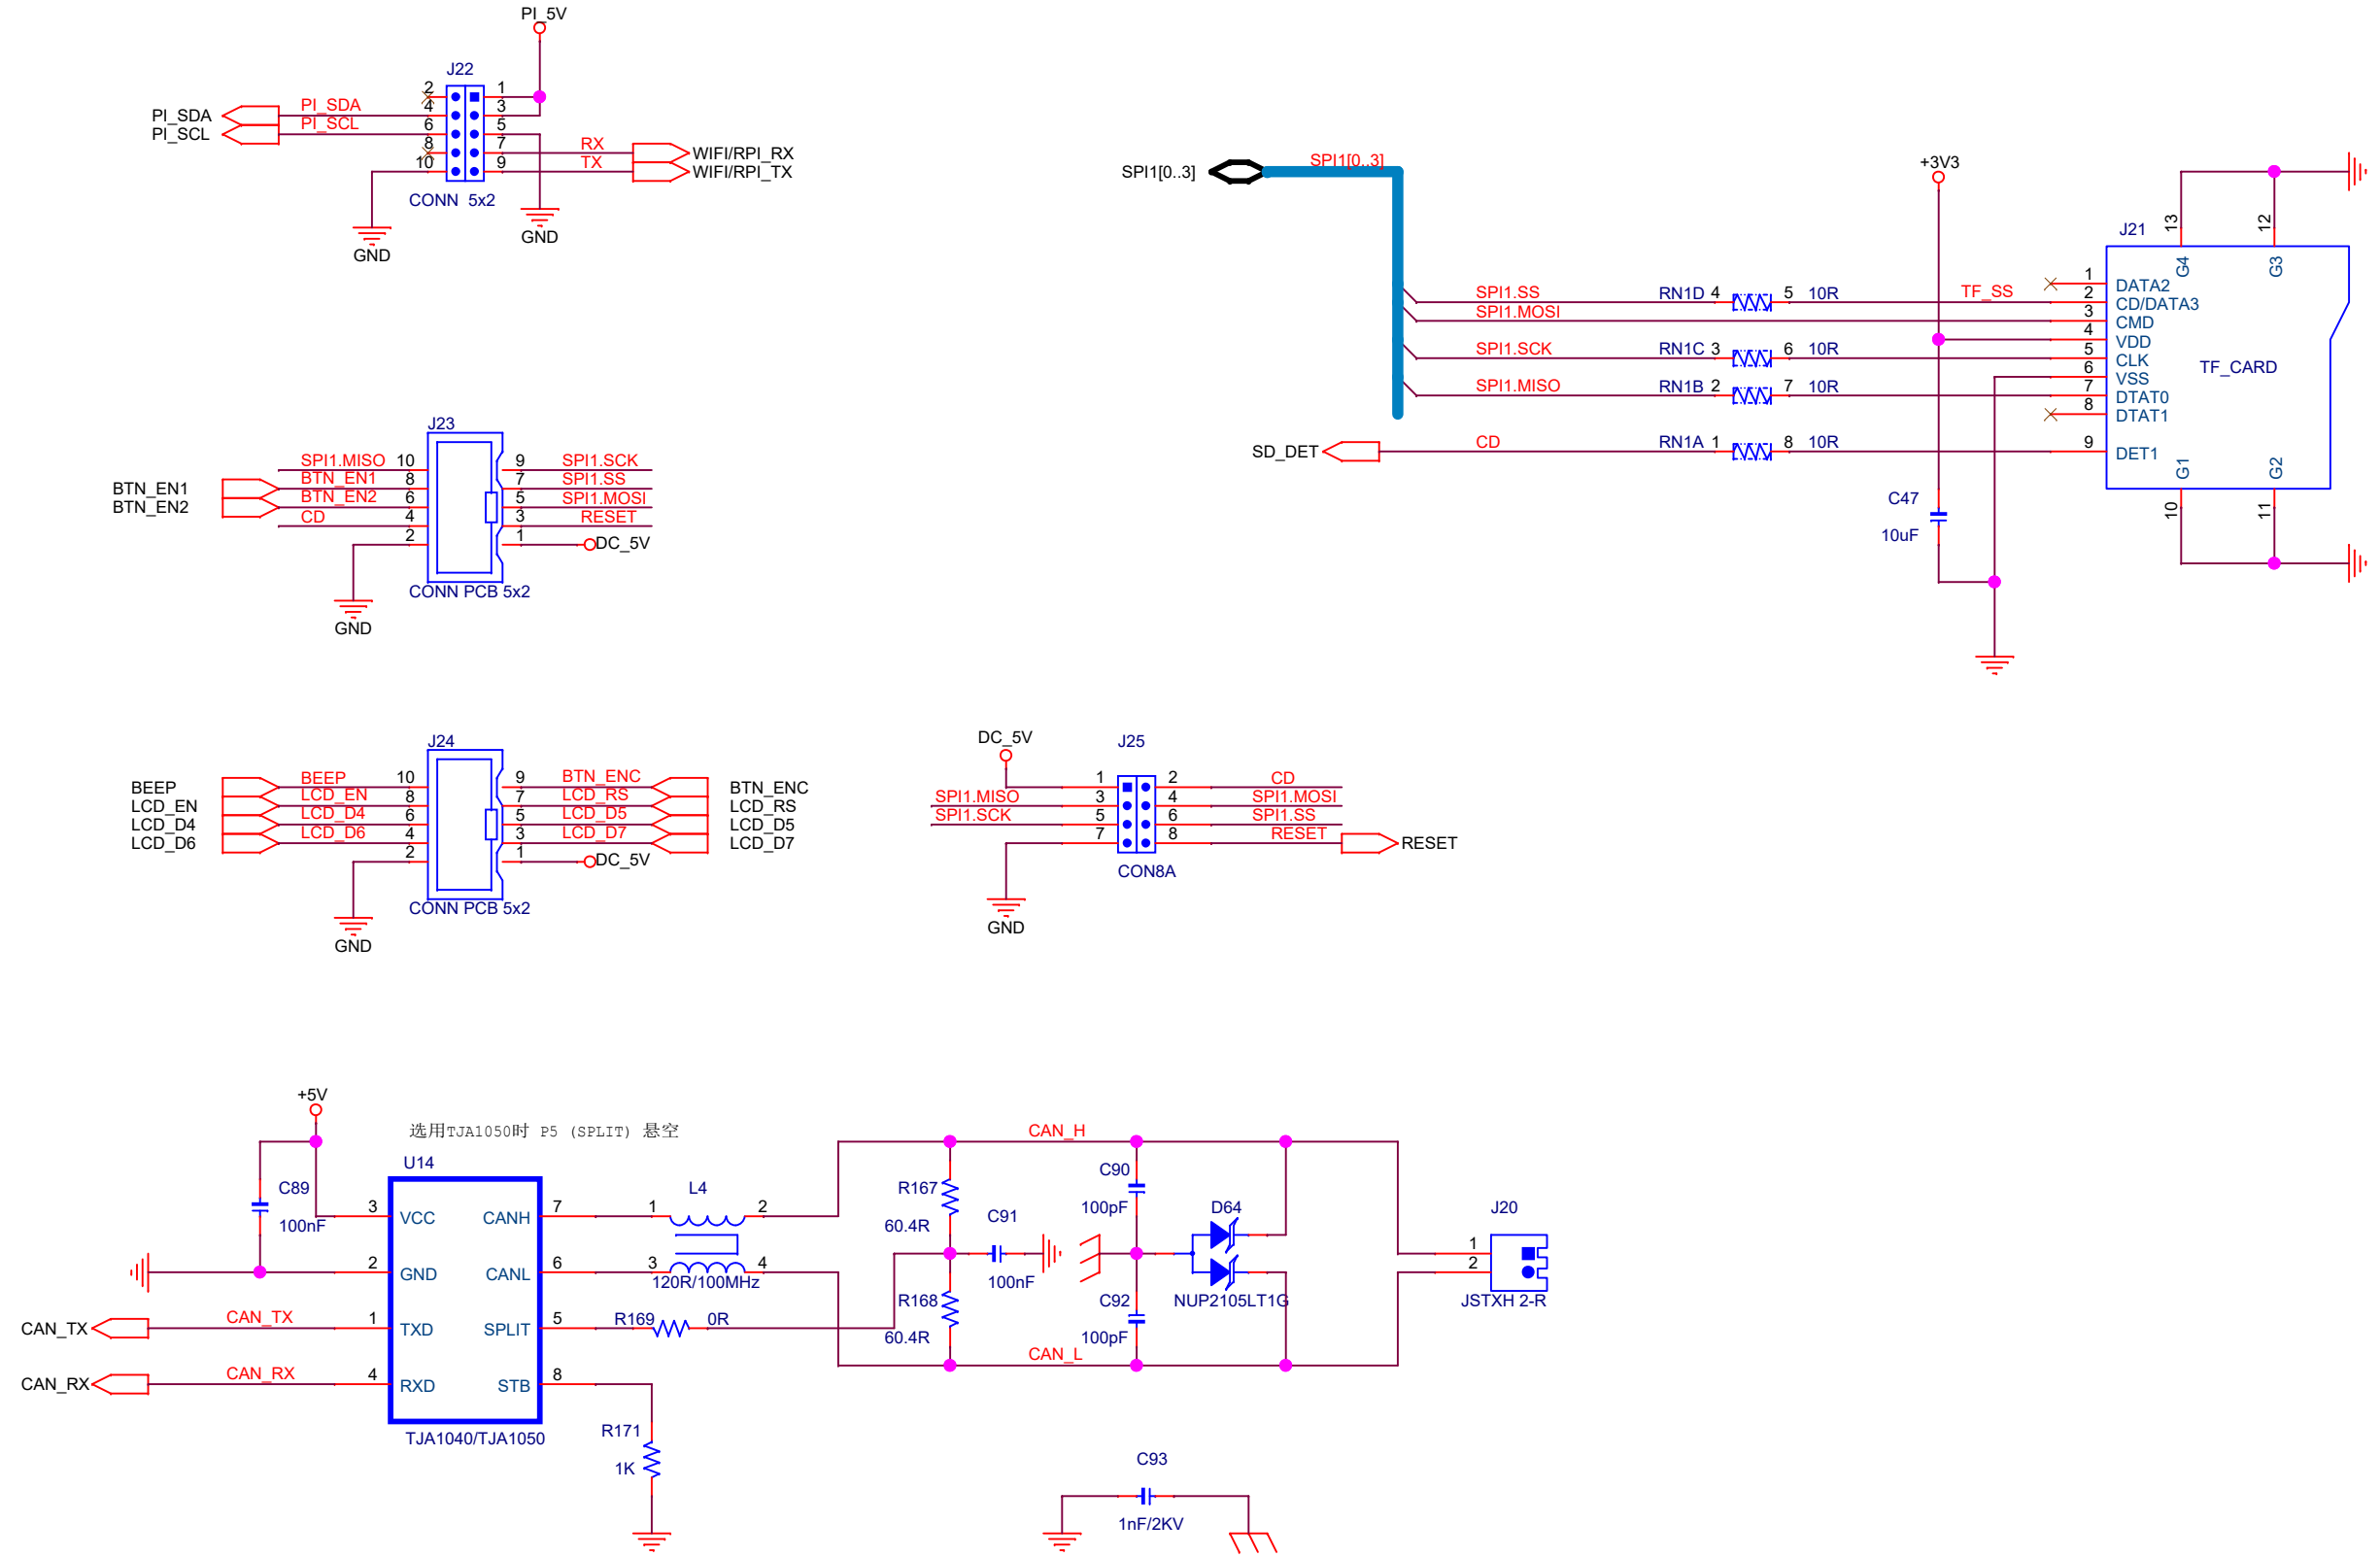 PI_5V
J22
2 1
PI_SDA PI_SDA 4 3
PI_SCL PI_SCL 6 5
8 7 RX WIFI/RPI_RX
10 9 TX WIFI/RPI_TX
CONN 5x2
GND
GND
SPI1[0..3] SPI1[0..3]
+3V3
J21
13 12
G4 G3
1 DATA2
SPI1.SS RN1D 4 5 10R TF_SS 2 CD/DATA3
SPI1.MOSI 3 CMD
4 VDD
SPI1.SCK RN1C 3 6 10R 5 CLK
6 VSS
SPI1.MISO RN1B 2 7 10R 7 DTAT0
8 DTAT1
SD_DET CD RN1A 1 8 10R 9 DET1
TF_CARD
G1 G2
10 11
C47
10uF
J23
SPI1.MISO 10 9 SPI1.SCK
BTN_EN1 BTN_EN1 8 7 SPI1.SS
BTN_EN2 BTN_EN2 6 5 SPI1.MOSI
CD 4 3 RESET
2 1 DC_5V
CONN PCB 5x2
GND
J24
BEEP BEEP 10 9 BTN_ENC BTN_ENC
LCD_EN LCD_EN 8 7 LCD_RS LCD_RS
LCD_D4 LCD_D4 6 5 LCD_D5 LCD_D5
LCD_D6 LCD_D6 4 3 LCD_D7 LCD_D7
2 1 DC_5V
CONN PCB 5x2
GND
DC_5V J25
1 2 CD
SPI1.MISO 3 4 SPI1.MOSI
SPI1.SCK 5 6 SPI1.SS
7 8 RESET RESET
CON8A
GND
+5V
选用TJA1050时 P5 (SPLIT) 悬空
U14
C89
100nF
3 VCC CANH 7
2 GND CANL 6
CAN_TX CAN_TX 1 TXD SPLIT 5
CAN_RX CAN_RX 4 RXD STB 8
TJA1040/TJA1050
L4
1 2
3 4
120R/100MHz
R169 0R
R171
1K
CAN_H
R167
60.4R
C91
100nF
R168
60.4R
C90
100pF
C92
100pF
D64
NUP2105LT1G
CAN_L
J20
1
2
JSTXH 2-R
C93
1nF/2KV